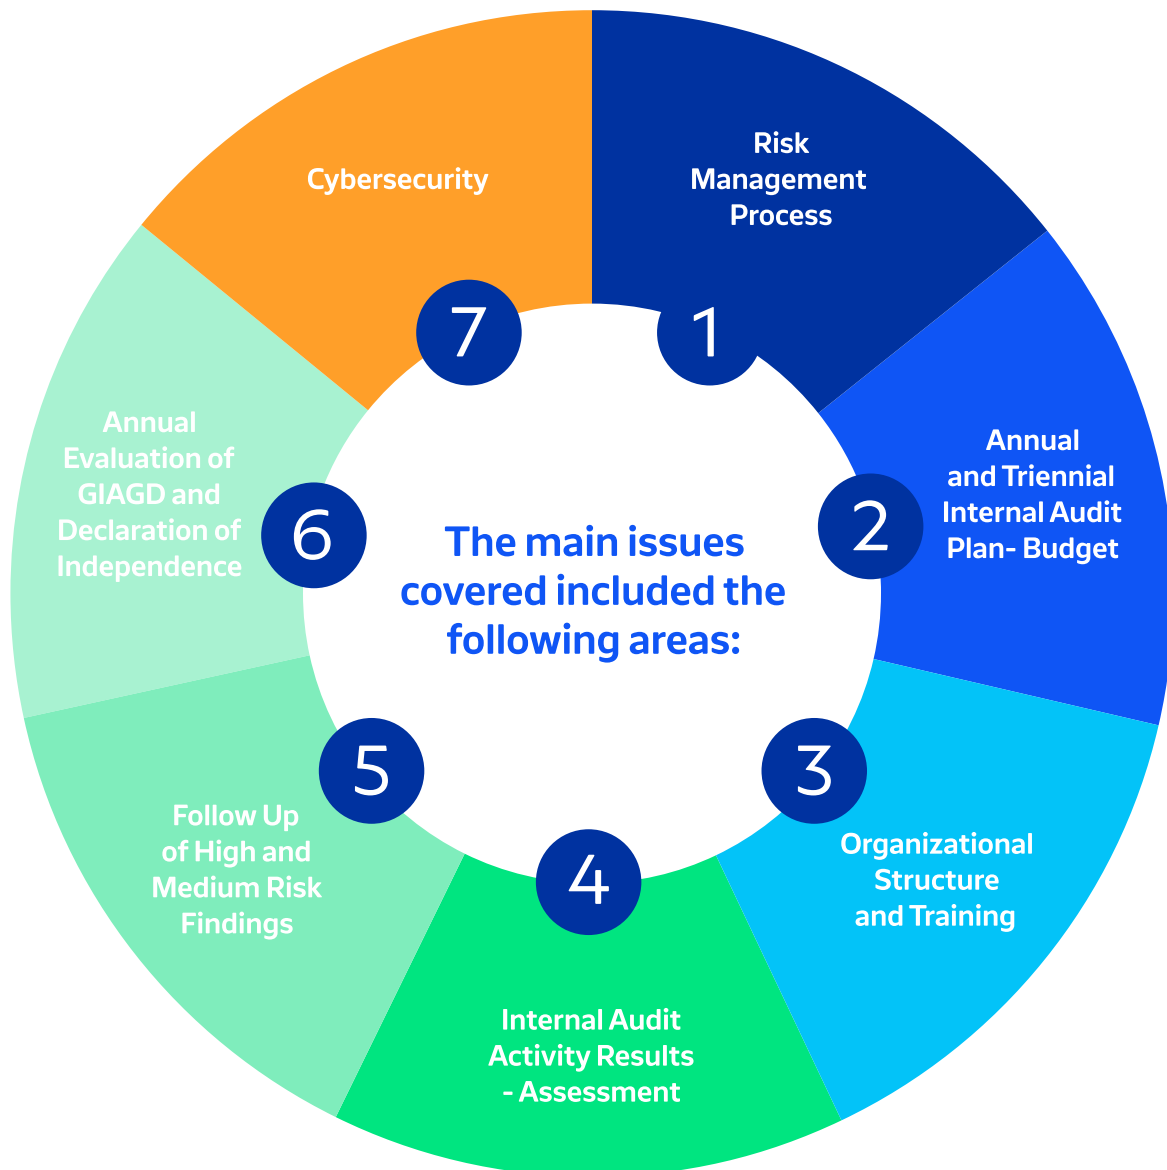 The main issues
covered included the
following areas:
1
Risk
Management
Process
2
Annual
and Triennial
Internal Audit
Plan- Budget
3
Organizational
Structure
and Training
4
Internal Audit
Activity Results
- Assessment
5
Follow Up
of High and
Medium Risk
Findings
6
Annual
Evaluation of
GIAGD and
Declaration of
Independence
7
Cybersecurity